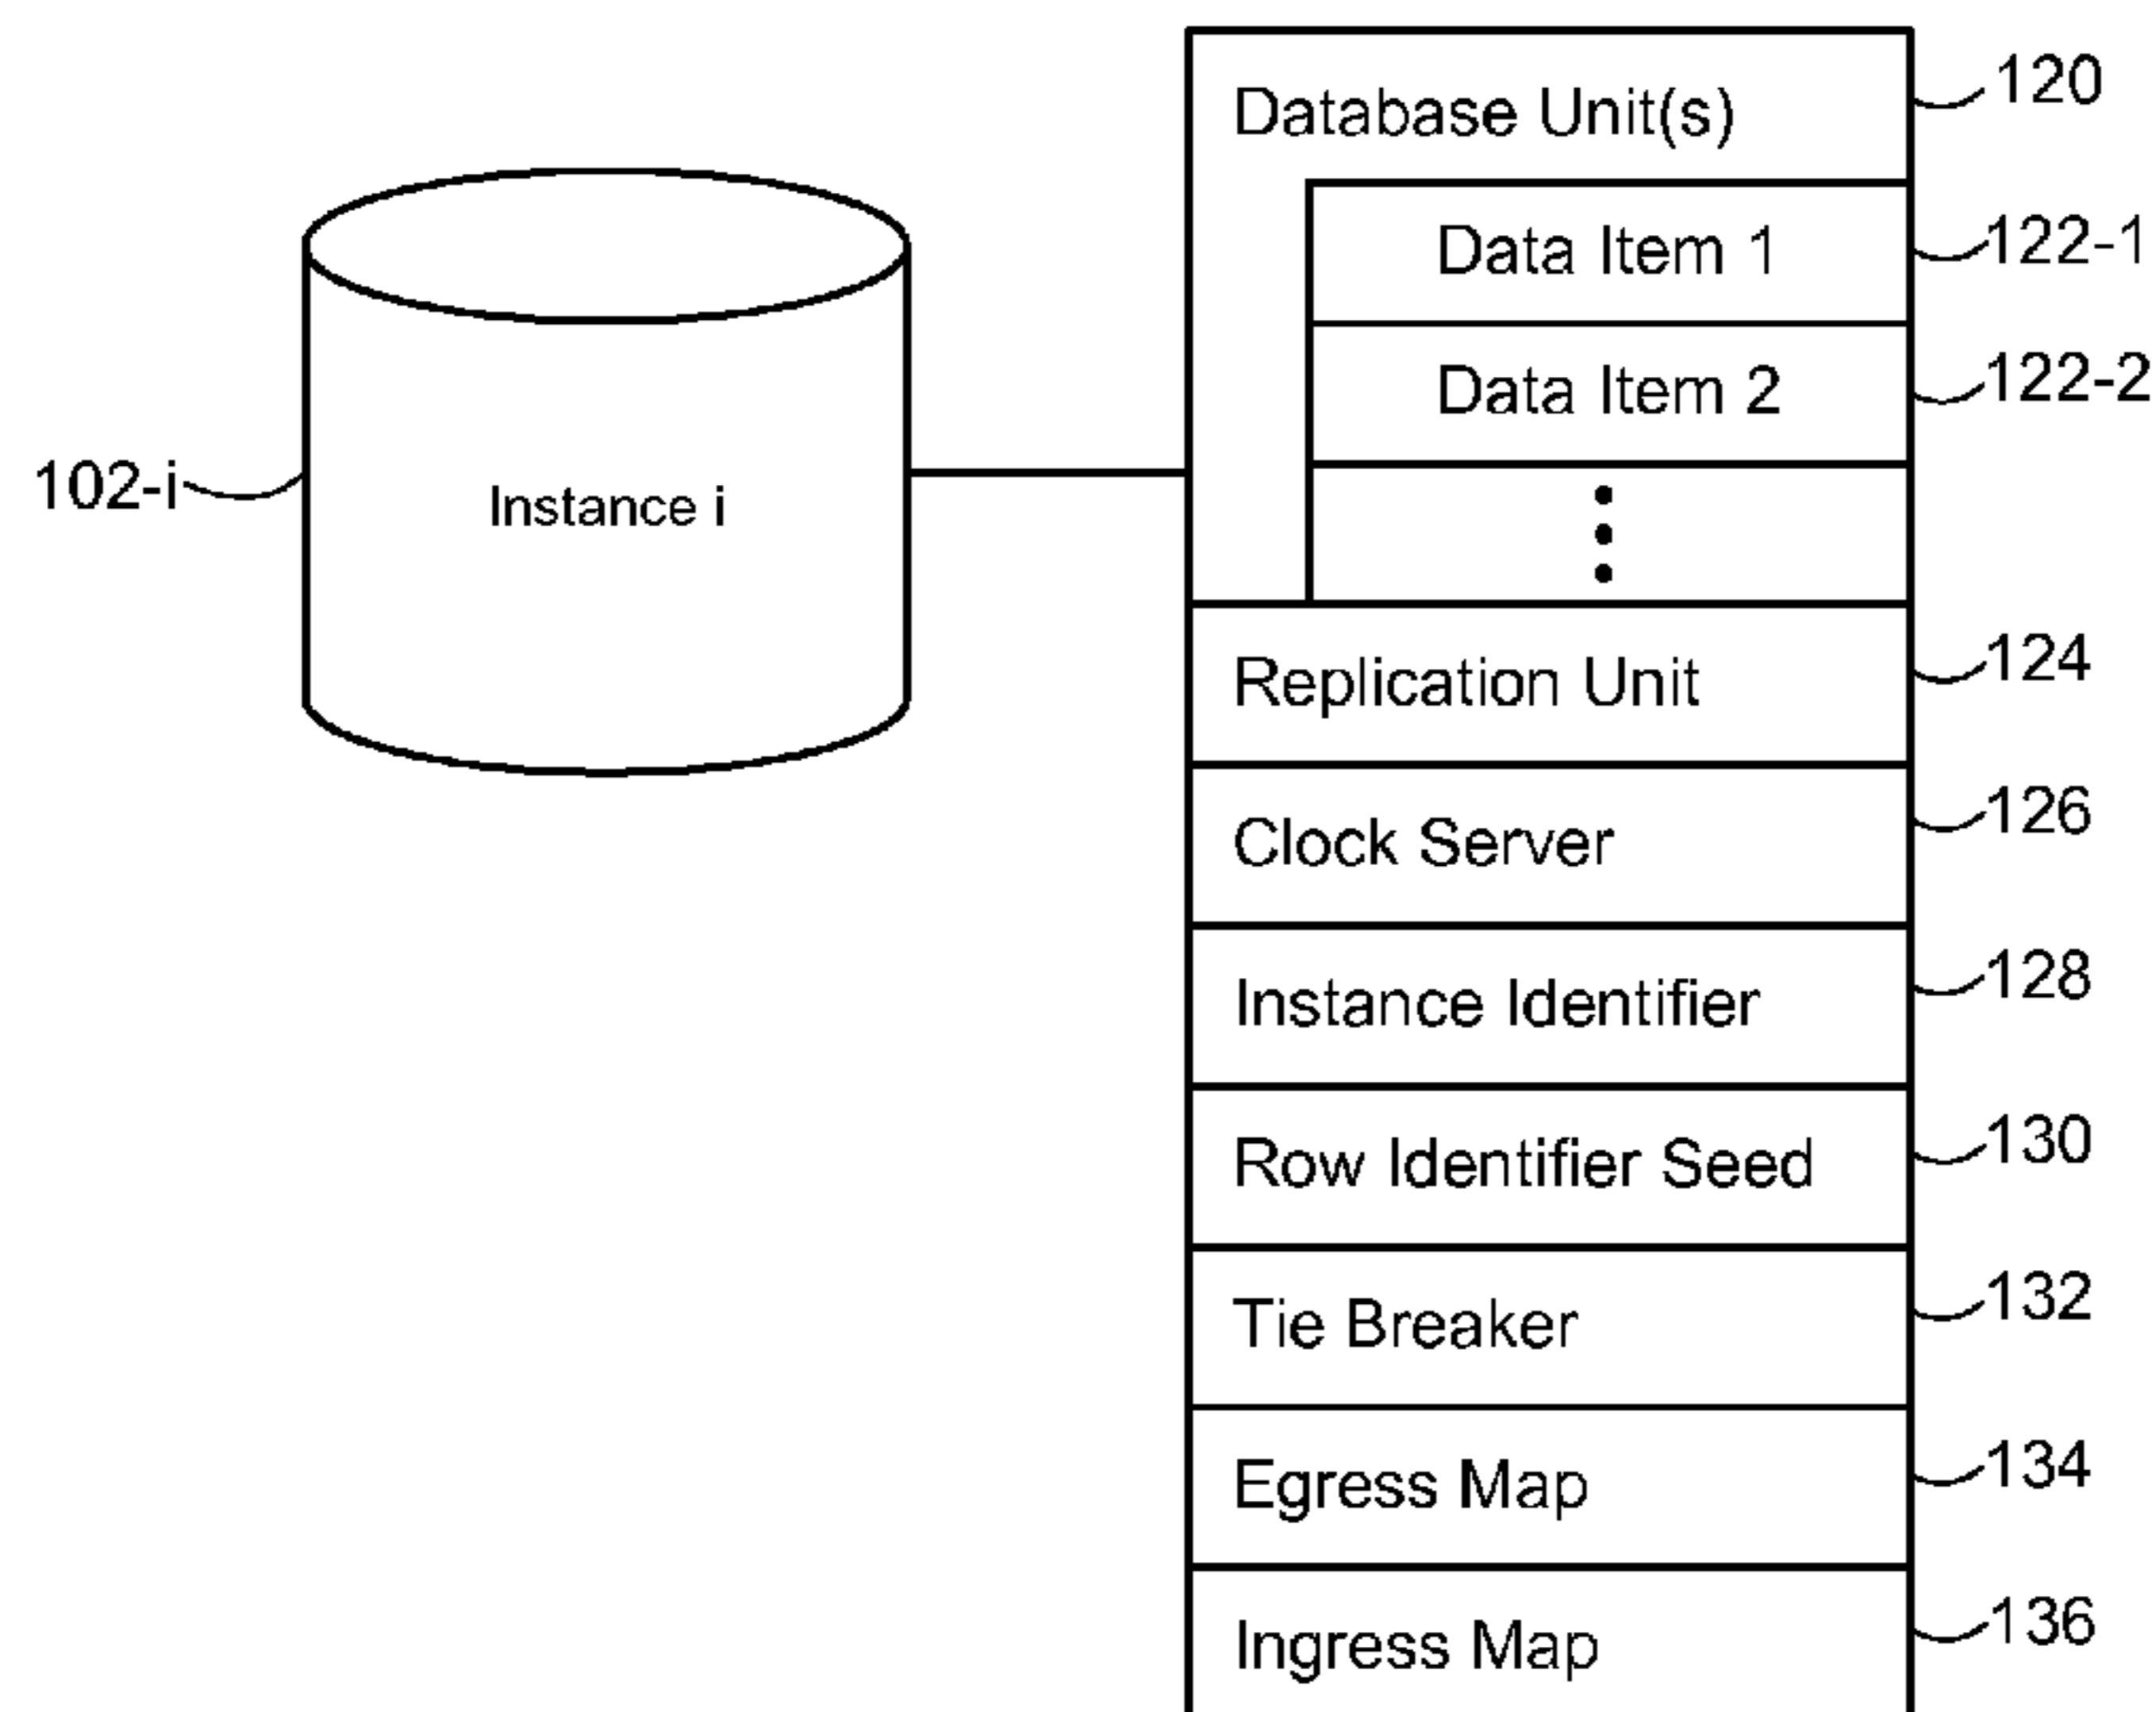 Database Unit(s) 120
Data Item 1 122-1
Data Item 2 122-2
102-i Instance i
Replication Unit 124
Clock Server 126
Instance Identifier 128
Row Identifier Seed 130
Tie Breaker 132
Egress Map 134
Ingress Map 136